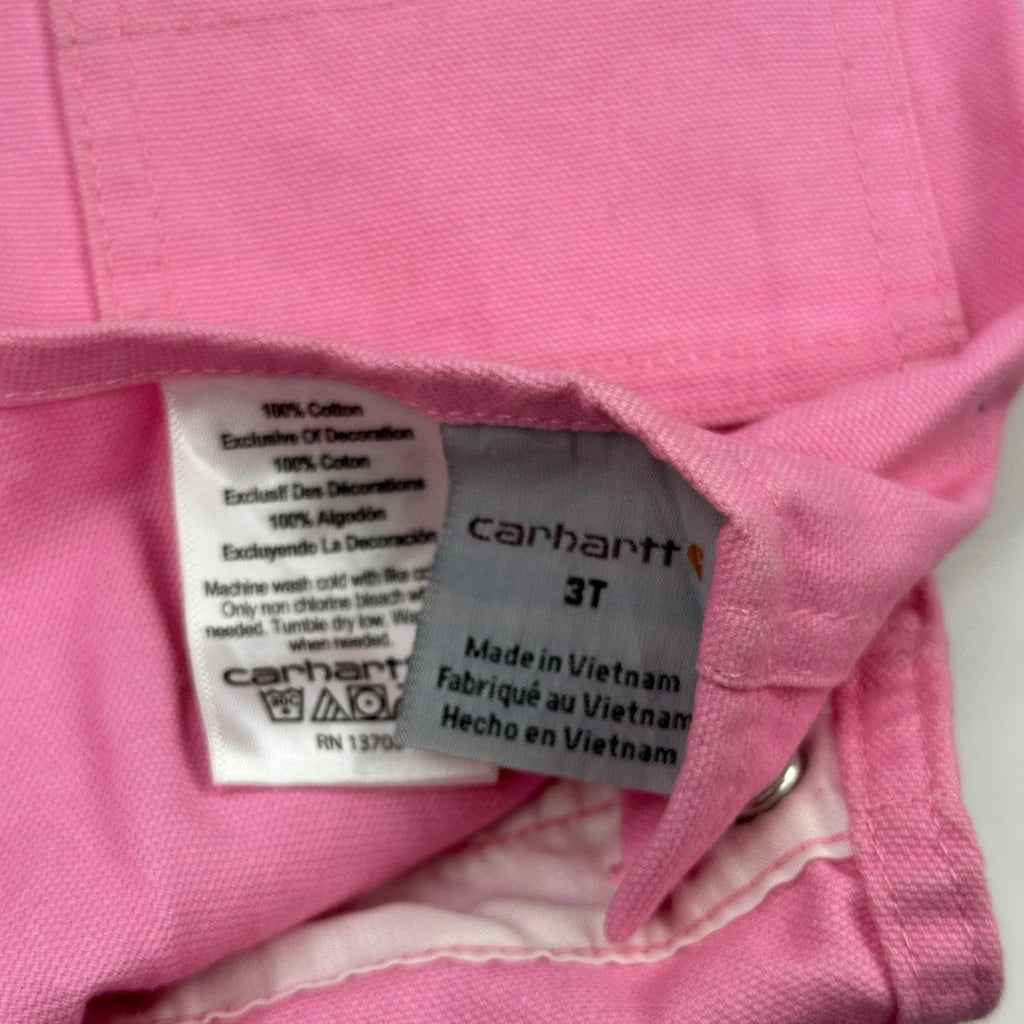 100% Cotton
Exclusive Of Decoration
100% Coton
Exclusif Des Décorations
100% Algodón
Excluyendo La Decoración
Machine wash cold with like
Only non chlorine bleach
needed. Tumble dry low.
when needed.
carhartt
RN 13703
carhartt
3T
Made in Vietnam
Fabriqué au Vietnam
Hecho en Vietnam